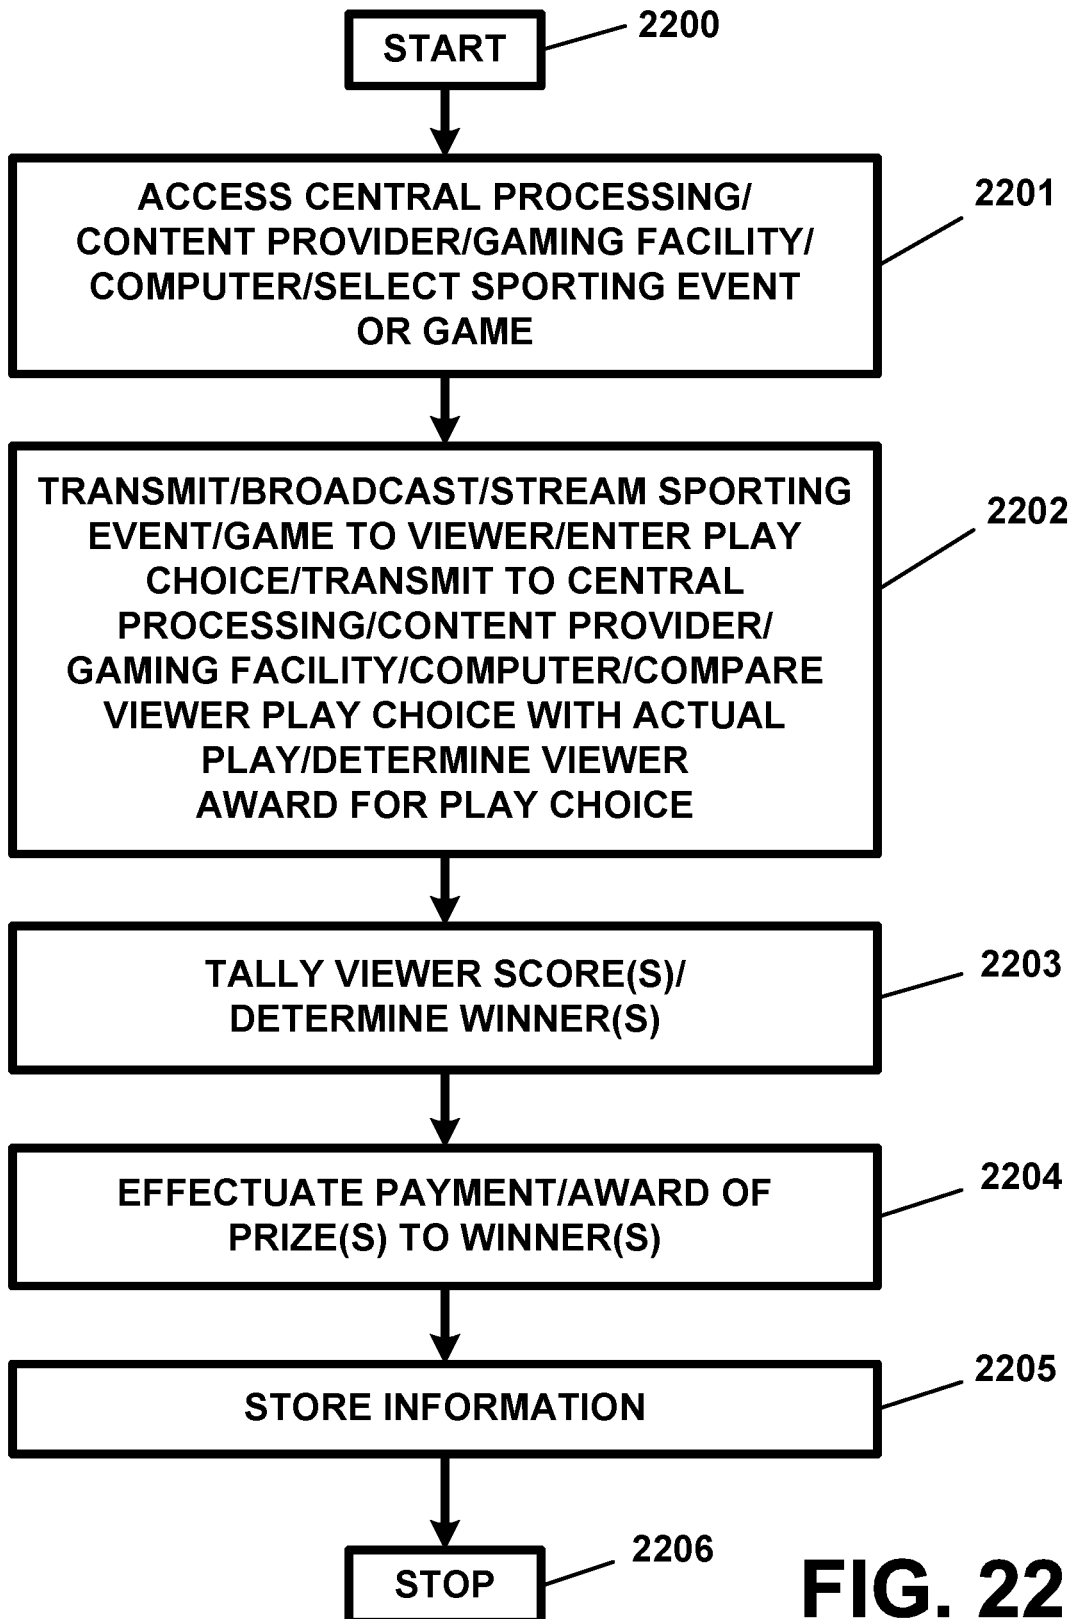 START
2200
ACCESS CENTRAL PROCESSING/
CONTENT PROVIDER/GAMING FACILITY/
COMPUTER/SELECT SPORTING EVENT
OR GAME
2201
TRANSMIT/BROADCAST/STREAM SPORTING
EVENT/GAME TO VIEWER/ENTER PLAY
CHOICE/TRANSMIT TO CENTRAL
PROCESSING/CONTENT PROVIDER/
GAMING FACILITY/COMPUTER/COMPARE
VIEWER PLAY CHOICE WITH ACTUAL
PLAY/DETERMINE VIEWER
AWARD FOR PLAY CHOICE
2202
TALLY VIEWER SCORE(S)/
DETERMINE WINNER(S)
2203
EFFECTUATE PAYMENT/AWARD OF
PRIZE(S) TO WINNER(S)
2204
STORE INFORMATION
2205
STOP
2206
FIG. 22